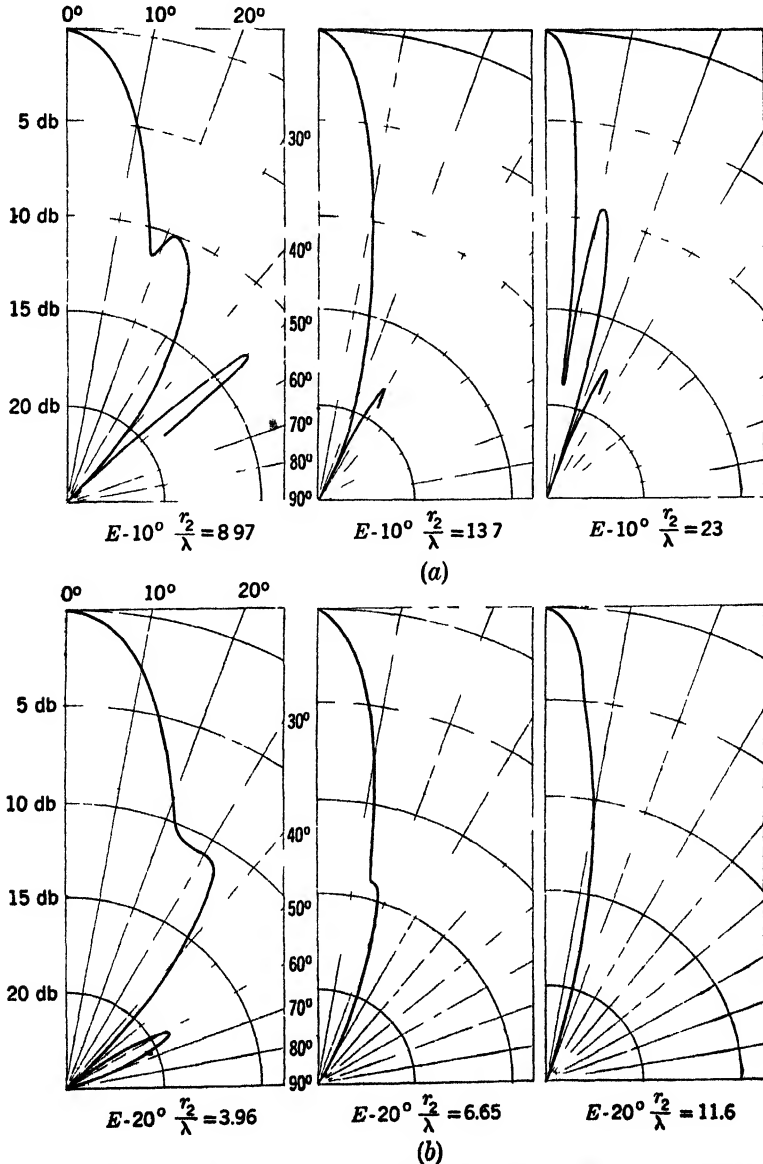 0° 10° 20°
5 db
10 db
15 db
20 db
30°
40°
50°
60°
70°
80°
90°
E-10° r₂/λ =8 97
E-10° r₂/λ =13 7
E-10° r₂/λ =23
(a)
0° 10° 20°
5 db
10 db
15 db
20 db
30°
40°
50°
60°
70°
80°
90°
E-20° r₂/λ =3.96
E-20° r₂/λ =6.65
E-20° r₂/λ =11.6
(b)